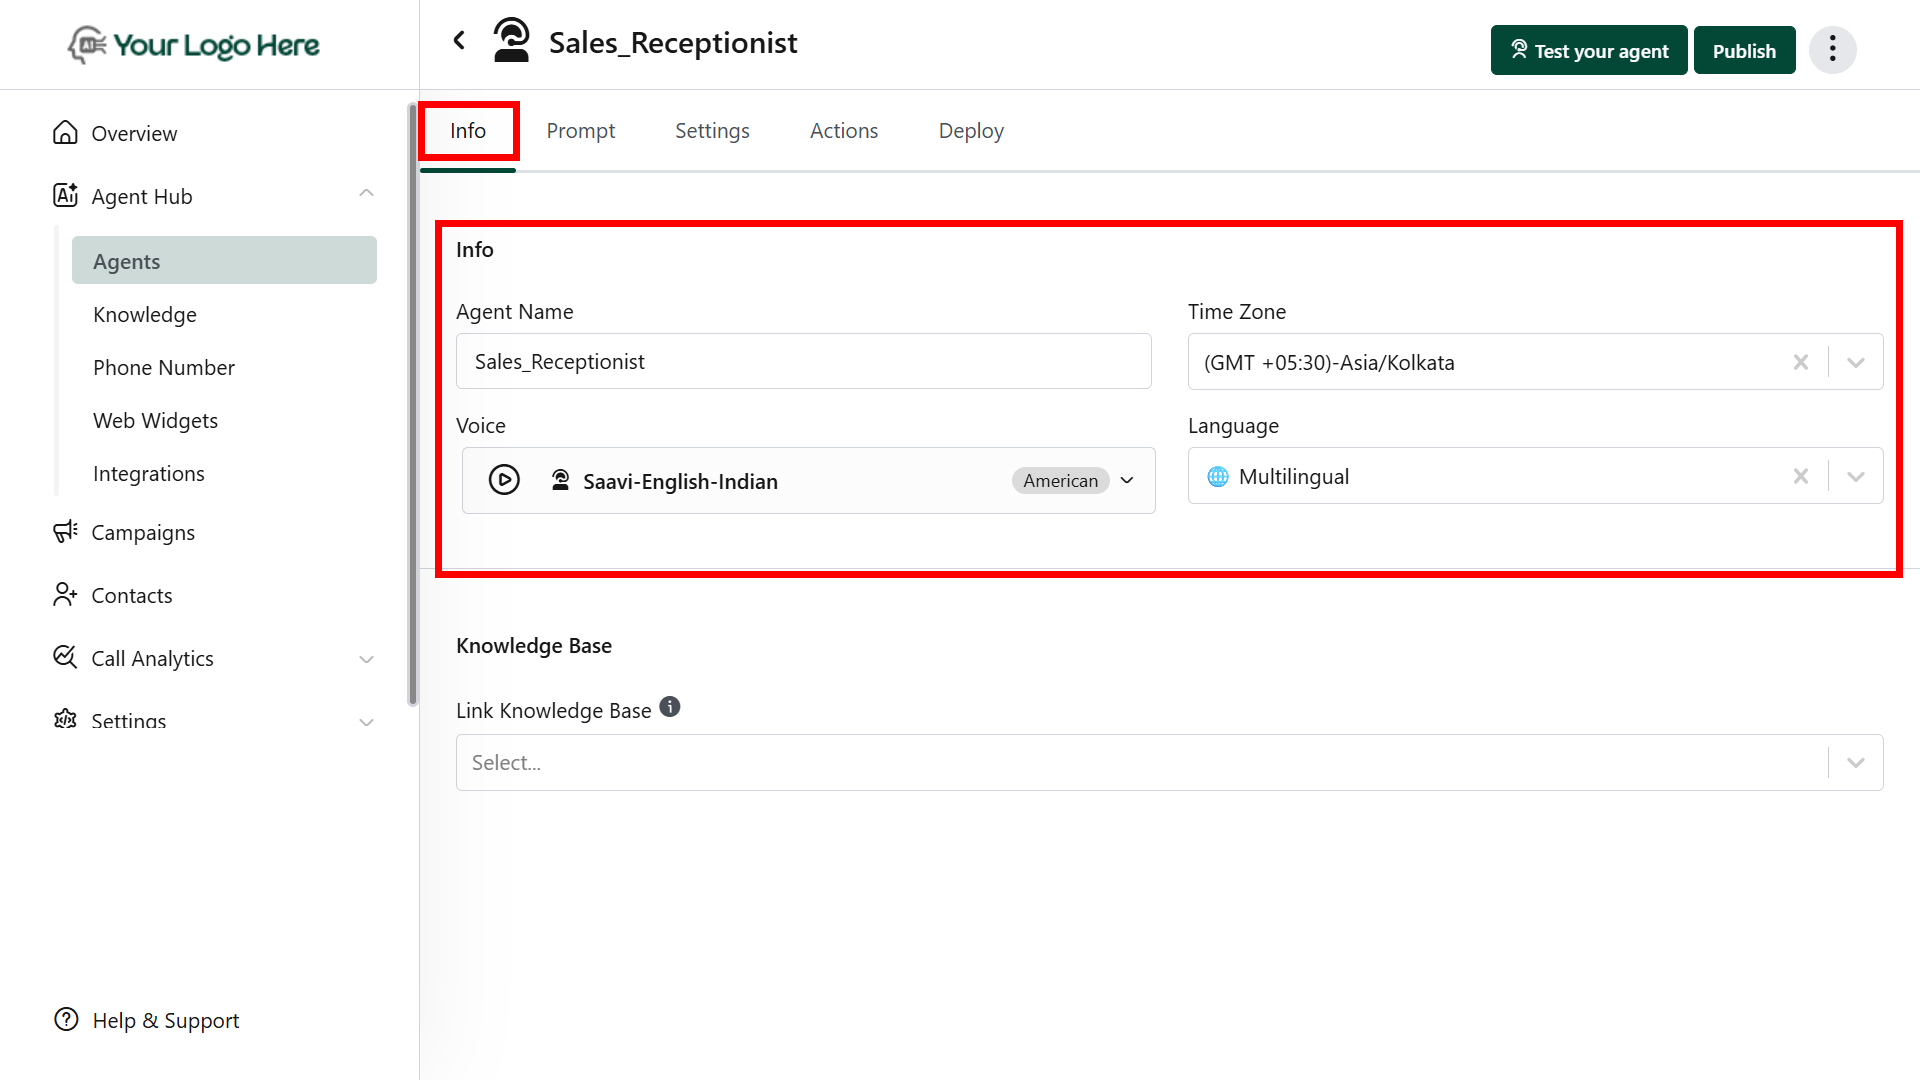 Your Logo Here
Sales_Receptionist
Test your agent
Publish
Overview
Agent Hub
Agents
Knowledge
Phone Number
Web Widgets
Integrations
Campaigns
Contacts
Call Analytics
Settings
Help & Support
Info
Prompt
Settings
Actions
Deploy
Info
Agent Name
Sales_Receptionist
Time Zone
(GMT +05:30)-Asia/Kolkata
Voice
Saavi-English-Indian
American
Language
Multilingual
Knowledge Base
Link Knowledge Base
Select...